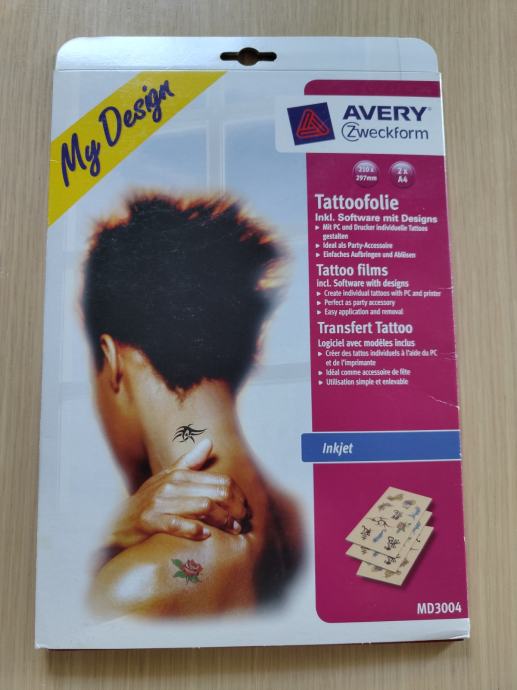 My Design
AVERY
Zweckform
210 x
297mm
2 x
A4
Tattoofolie
Inkl. Software mit Designs
▶ Mit PC und Drucker individuelle Tattoos
gestalten
▶ Ideal als Party-Accessoire
▶ Einfaches Aufbringen und Ablösen
Tattoo films
incl. Software with designs
▶ Create individual tattoos with PC and printer
▶ Perfect as party accessory
▶ Easy application and removal
Transfert Tattoo
Logiciel avec modèles inclus
▶ Créer des tattos individuels à l'aide du PC
et de l'imprimante
▶ Idéal comme accessoire de fête
▶ Utilisation simple et enlevable
Inkjet
MD3004